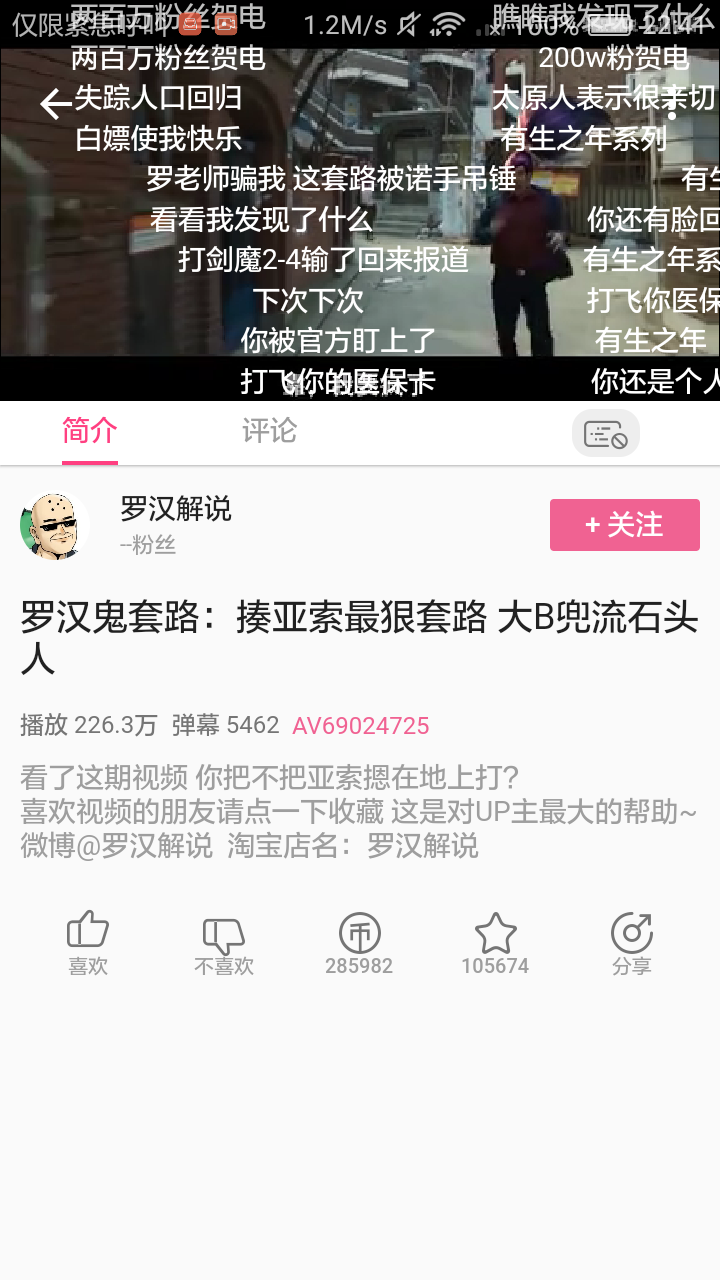 仅限紧急呼叫 1.2M/s 100% 22:47
两百万粉丝贺电 瞧瞧我发现了什么
两百万粉丝贺电 200w粉贺电
失踪人口回归 太原人表示很亲切
白嫖使我快乐 有生之年系列
罗老师骗我 这套路被诺手吊锤 有生
看看我发现了什么 你还有脸回
打剑魔2-4输了回来报道 有生之年系
下次下次 打飞你医保
你被官方盯上了 有生之年
打飞你的医保卡 你还是个人
简介 评论
罗汉解说
--粉丝
+ 关注
罗汉鬼套路：揍亚索最狠套路 大B兜流石头
人
播放 226.3万 弹幕 5462 AV69024725
看了这期视频 你把不把亚索摁在地上打?
喜欢视频的朋友请点一下收藏 这是对UP主最大的帮助~
微博@罗汉解说 淘宝店名：罗汉解说
币
喜欢 不喜欢 285982 105674 分享